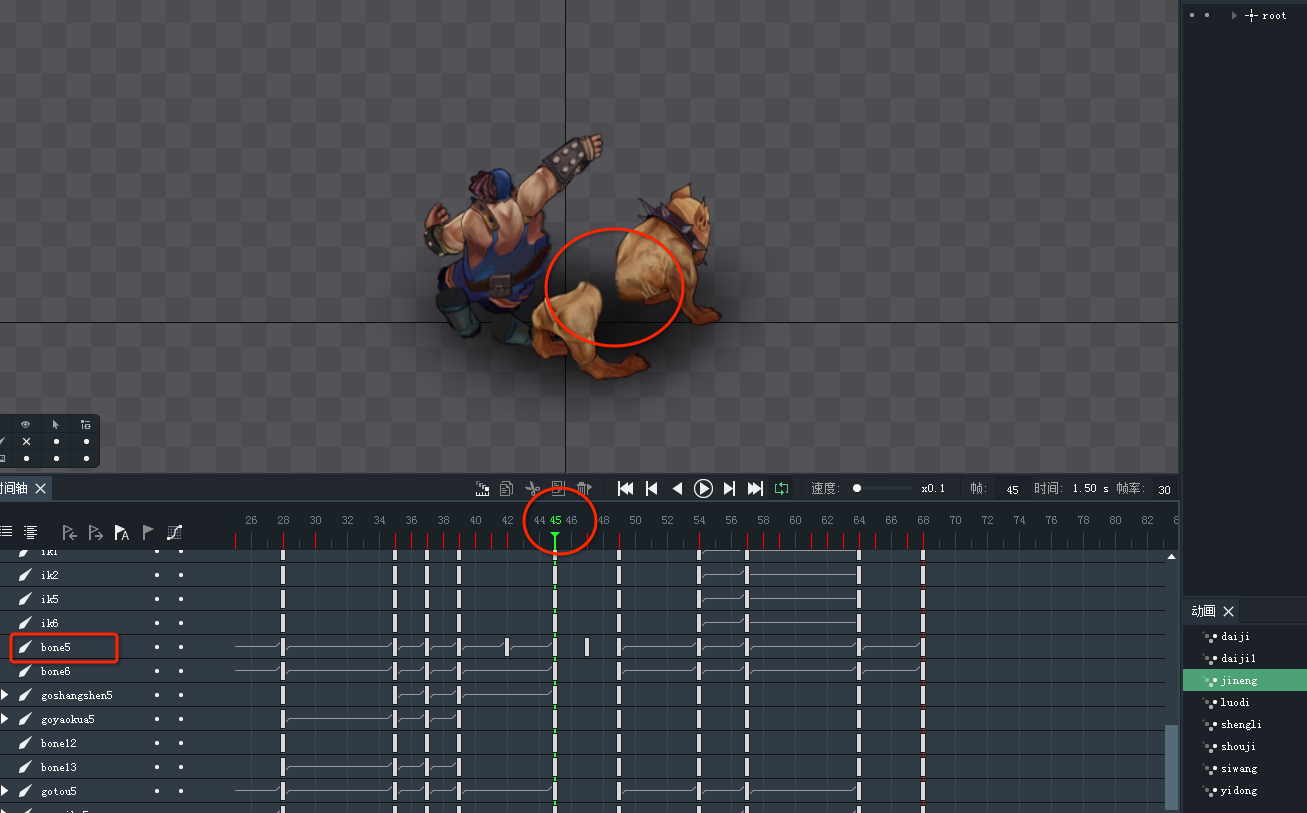 root
时间轴
速度:
x0.1
帧:
45
时间:
1.50 s
帧率:
30
26 28 30 32 34 36 38 40 42 44 45 46 48 50 52 54 56 58 60 62 64 66 68 70 72 74 76 78 80 82 8
ik1
ik2
ik5
ik6
bone5
bone6
goshangshen5
goyaokua5
bone12
bone13
gotou5
动画
daiji
daiji1
jineng
luodi
shengli
shouji
siwang
yidong